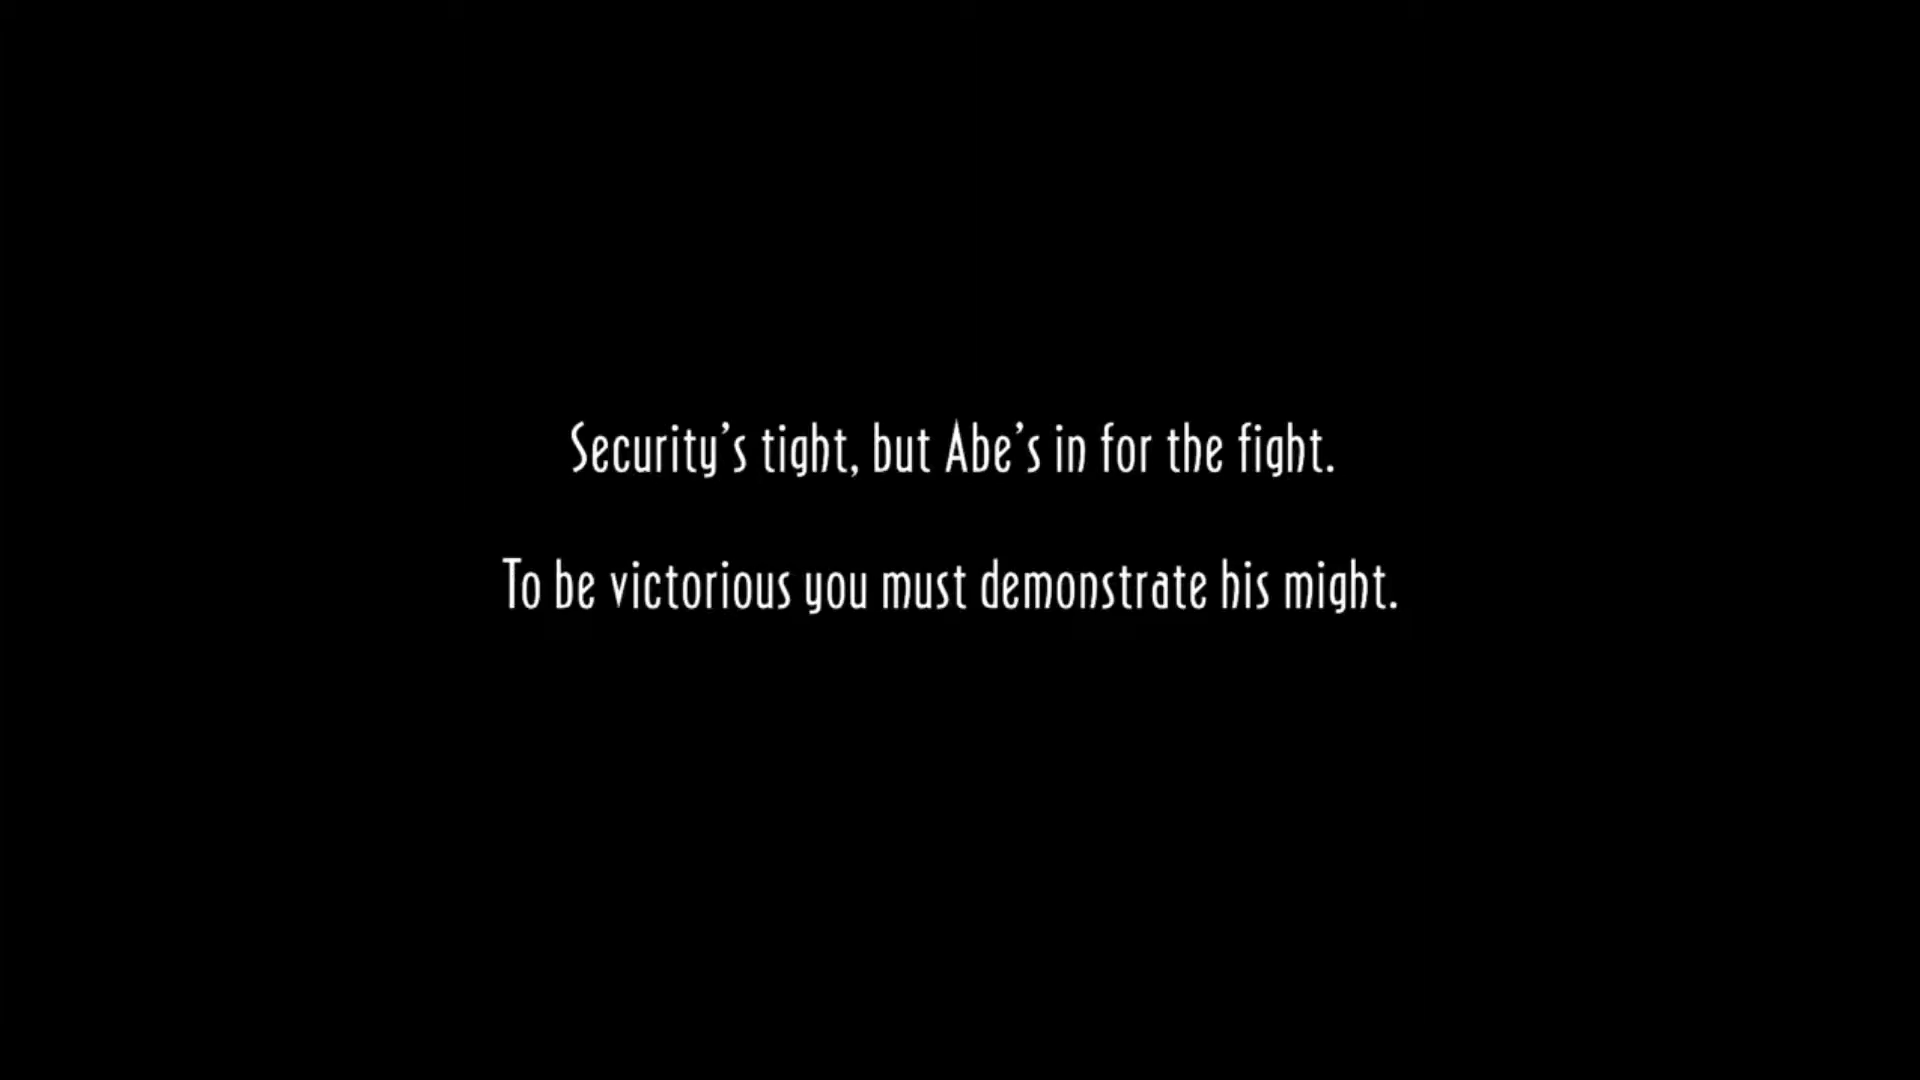 Security’s tight, but Abe’s in for the fight.
To be victorious you must demonstrate his might.